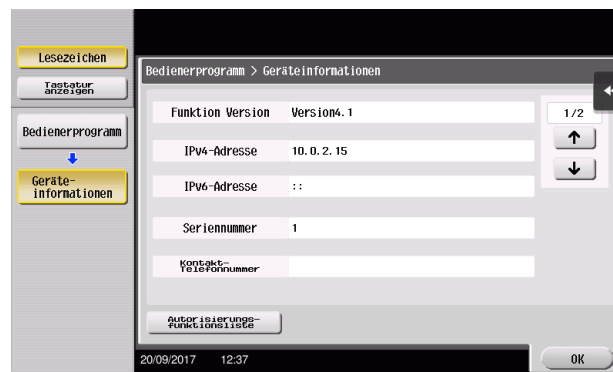 Lesezeichen
Tastatur
anzeigen
Bedienerprogramm
Geräte-
informationen
Bedienerprogramm > Geräteinformationen
Funktion Version Version4.1
1/2
IPv4-Adresse 10.0.2.15
IPv6-Adresse ::
Seriennummer 1
Kontakt-
Telefonnummer
Autorisierungs-
funktionsliste
20/09/2017 12:37
OK